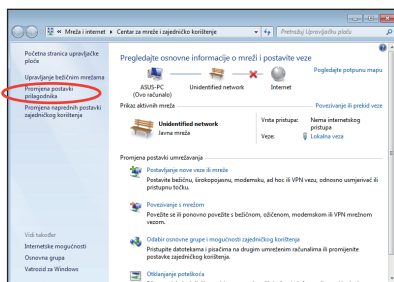 « Mreža i internet ▸ Centar za mreže i zajedničko korištenje
Pretražuj Upravljačku ploču
Početna stranica upravljačke
ploča
Upravljanje bežičnim mrežama
Promjena postavki
prilagodnika
Promjena naprednih postavki
zajedničkog korištenja
Vidi također
Internetske mogućnosti
Osnovna grupa
Vatrozid za Windows
Pregledajte osnovne informacije o mreži i postavite veze
Pogledajte potpunu mapu
ASUS-PC
(Ovo računalo)
Unidentified network
Internet
Prikaz aktivnih mreža
Povezivanje ili prekid veze
Unidentified network
Javna mreža
Vrsta pristupa:
Nema internetskog
pristupa
Veze:
Lokalna veza
Promjena postavki umrežavanja
Postavljanje nove veze ili mreže
Postavite bežičnu, širokopojasnu, modemsku, ad hoc ili VPN vezu, odnosno usmjerivač ili
pristupnu točku.
Povezivanje s mrežom
Povežite se ili ponovno povežite s bežičnom, ožičenom, modemskom ili VPN mrežnom
vezom.
Odabir osnovne grupe i mogućnosti zajedničkog korištenja
Pristupite datotekama i pisačima na drugim umreženim računalima ili promijenite
postavke zajedničkog korištenja.
Otklanjanje poteškoća